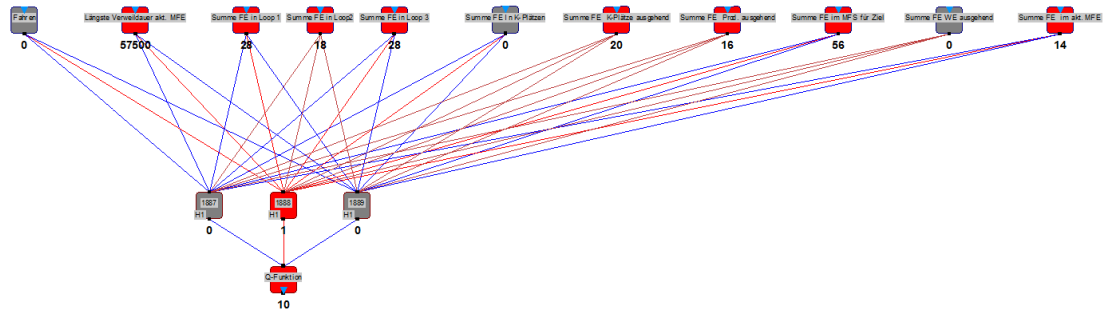 Fahren
Längste Verweildauer akt. MFE
Summe FE in Loop 1
Summe FE in Loop2
Summe FE in Loop 3
Summe FE In K-Plätzen
Summe FE K-Plätze ausgehend
Summe FE Prod. ausgehend
Summe FE im MFS für Ziel
Summe FE WE ausgehend
Summe FE im akt. MFE
0
57500
28
18
28
0
20
16
56
0
14
1887
1888
1889
H1
H1
H1
0
1
0
Q-Funktion
10